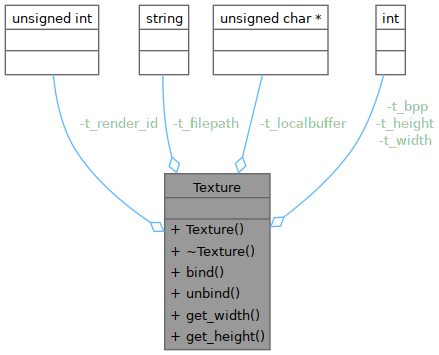 unsigned int
string
unsigned char *
int
-t_render_id
-t_filepath
-t_localbuffer
-t_bpp
-t_height
-t_width
Texture
+ Texture()
+ ~Texture()
+ bind()
+ unbind()
+ get_width()
+ get_height()